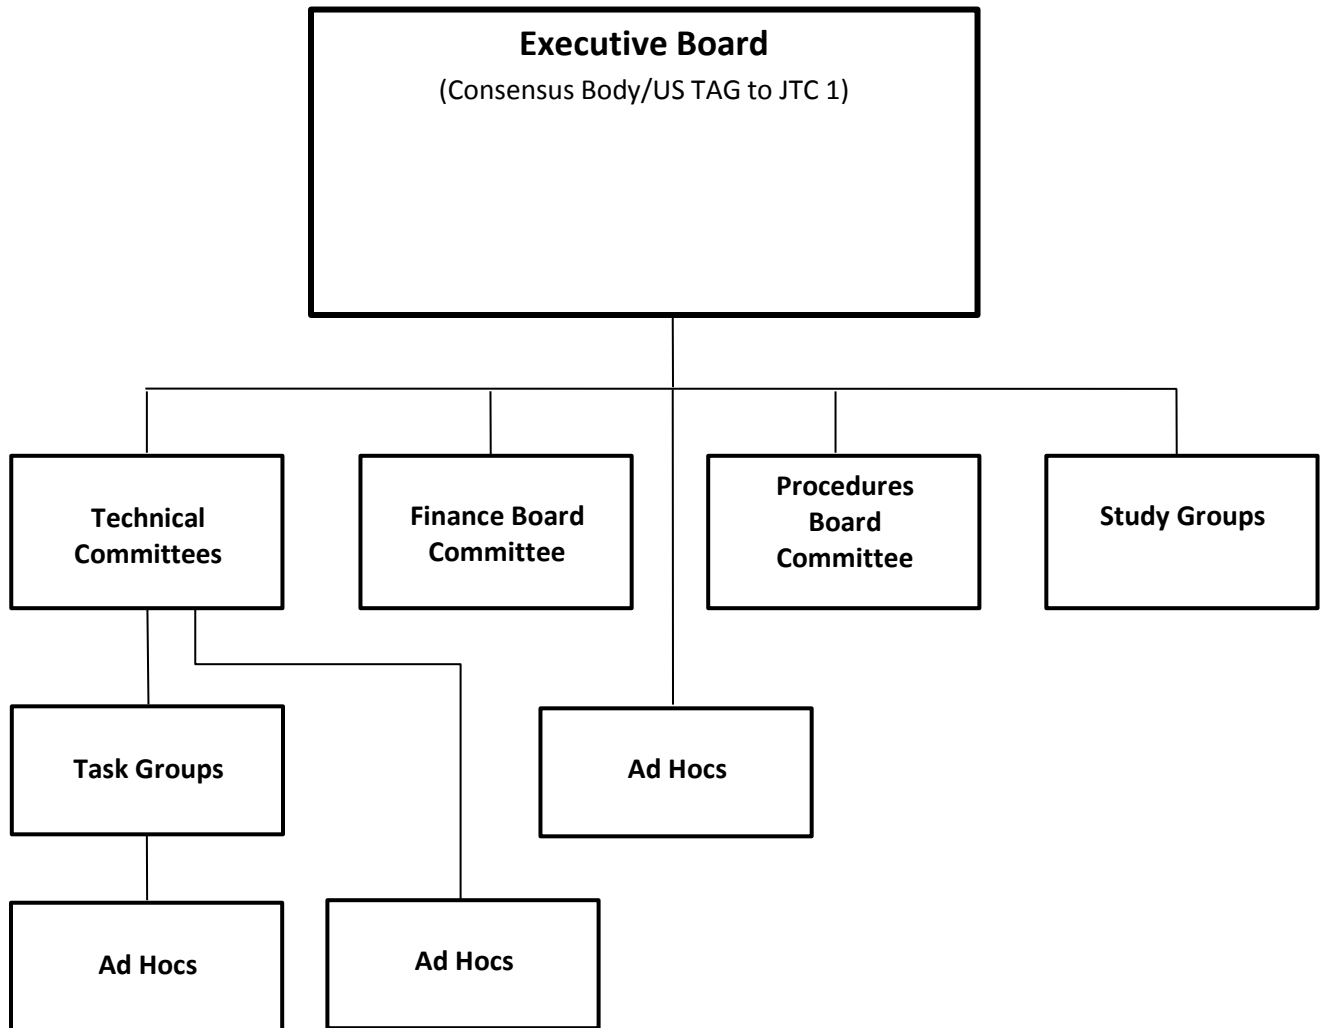 Executive Board
(Consensus Body/US TAG to JTC 1)
Technical
Committees
Finance Board
Committee
Procedures
Board
Committee
Study Groups
Task Groups
Ad Hocs
Ad Hocs
Ad Hocs